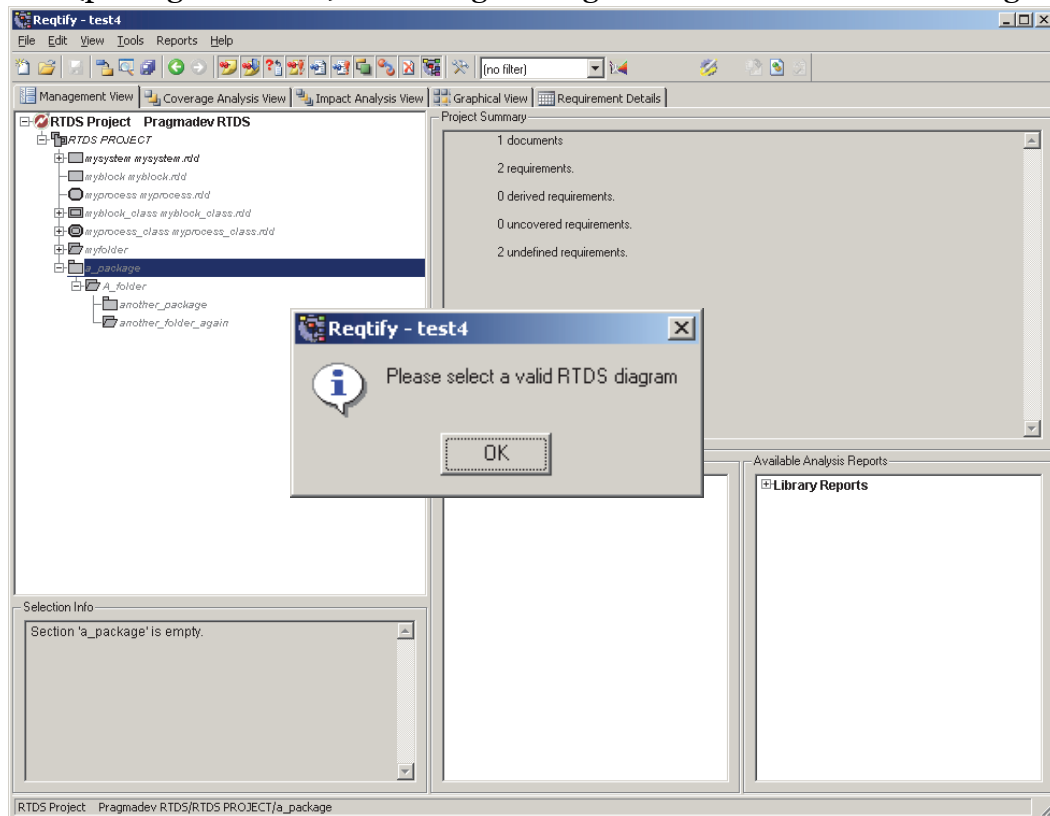 Reqtify - test4
File Edit View Tools Reports Help
(no filter)
Management View Coverage Analysis View Impact Analysis View Graphical View Requirement Details
RTDS Project Pragmadev RTDS
RTDS PROJECT
mysystem mysystem.rdd
myblock myblock.rdd
myprocess myprocess.rdd
myblock_class myblock_class.rdd
myprocess_class myprocess_class.rdd
myfolder
a_package
A_folder
another_package
another_folder_again
Project Summary
1 documents
2 requirements.
0 derived requirements.
0 uncovered requirements.
2 undefined requirements.
Reqtify - test4
Please select a valid RTDS diagram
OK
Available Analysis Reports
Library Reports
Selection Info
Section 'a_package' is empty.
RTDS Project Pragmadev RTDS/RTDS PROJECT/a_package